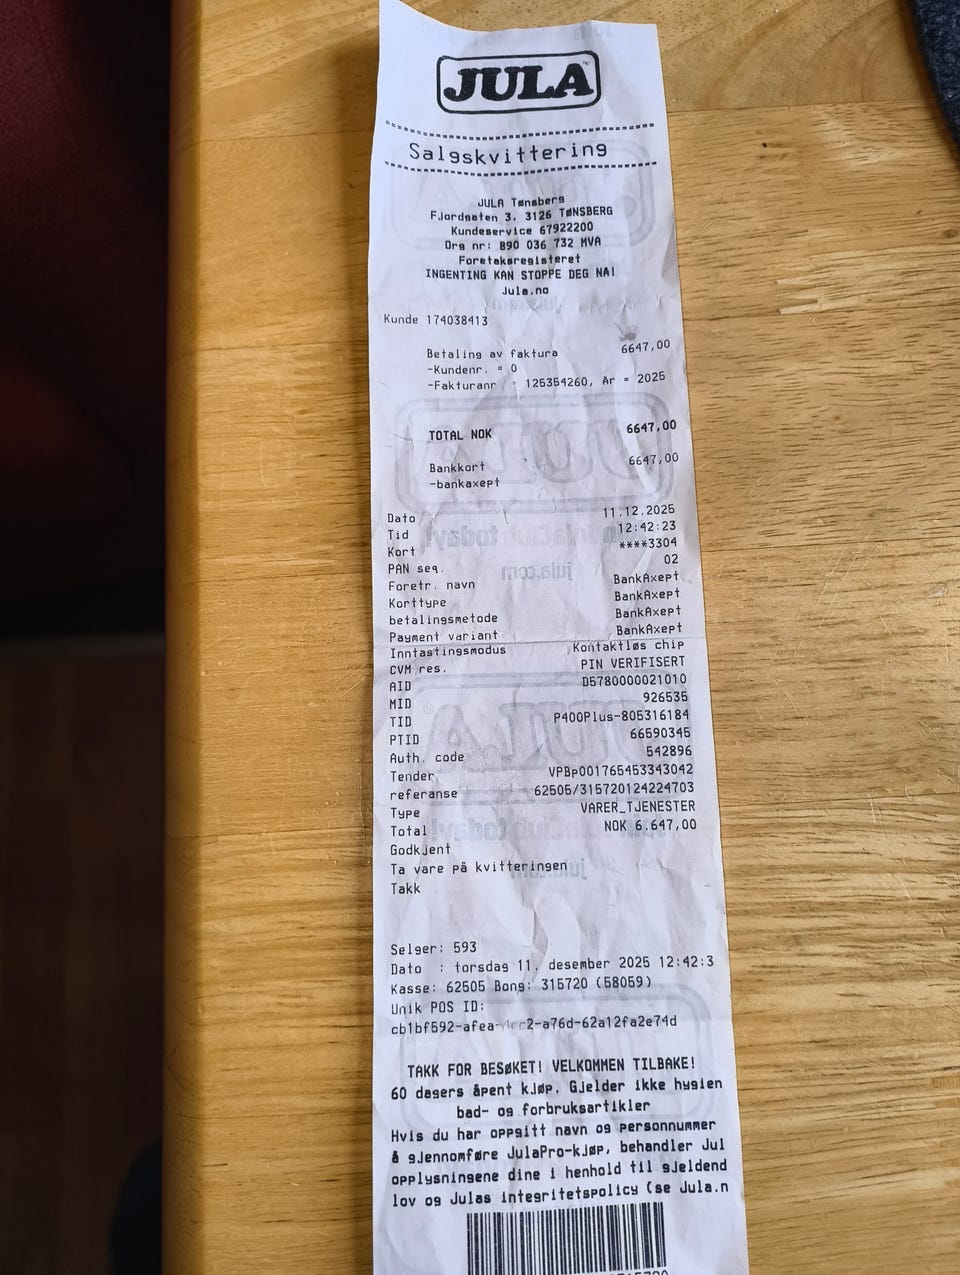 JULA
Salgskvittering
JULA Tønsberg
Fjordgaten 3, 3126 TØNSBERG
Kundeservice 67922200
Org nr: 890 036 732 MVA
Foretaksregisteret
INGENTING KAN STOPPE DEG NÅ!
Jula.no
Kunde 174038413
Betaling av faktura 6647,00
-Kundenr. = 0
-Fakturanr = 125354260, År = 2025
TOTAL NOK 6647,00
Bankkort 6647,00
-bankaxept
Dato 11.12.2025
Tid 12:42:23
Kort ****3304
PAN seq. 02
Foretr. navn BankAxept
Korttype BankAxept
betalingsmetode BankAxept
Payment variant BankAxept
Inntastingsmodus Kontaktløs chip
CVM res. PIN VERIFISERT
AID D5780000021010
MID 926535
TID P400Plus-805316184
PTID 66590345
Auth. code 542896
Tender VPBp001765453343042
referanse 62505/315720124224703
Type VARER_TJENESTER
Total NOK 6.647,00
Godkjent
Ta vare på kvitteringen
Takk
Selger: 593
Dato : torsdag 11. desember 2025 12:42:3
Kasse: 62505 Bong: 315720 (58059)
Unik POS ID:
TAKK FOR BESØKET! VELKOMMEN TILBAKE!
60 dagers åpent kjøp. Gjelder ikke hygien
bad- og forbruksartikler
Hvis du har oppgitt navn og personnummer
å gjennomføre JulaPro-kjøp, behandler Jul
opplysningene dine i henhold til gjeldend
lov og Julas integritetspolicy (se Jula.n